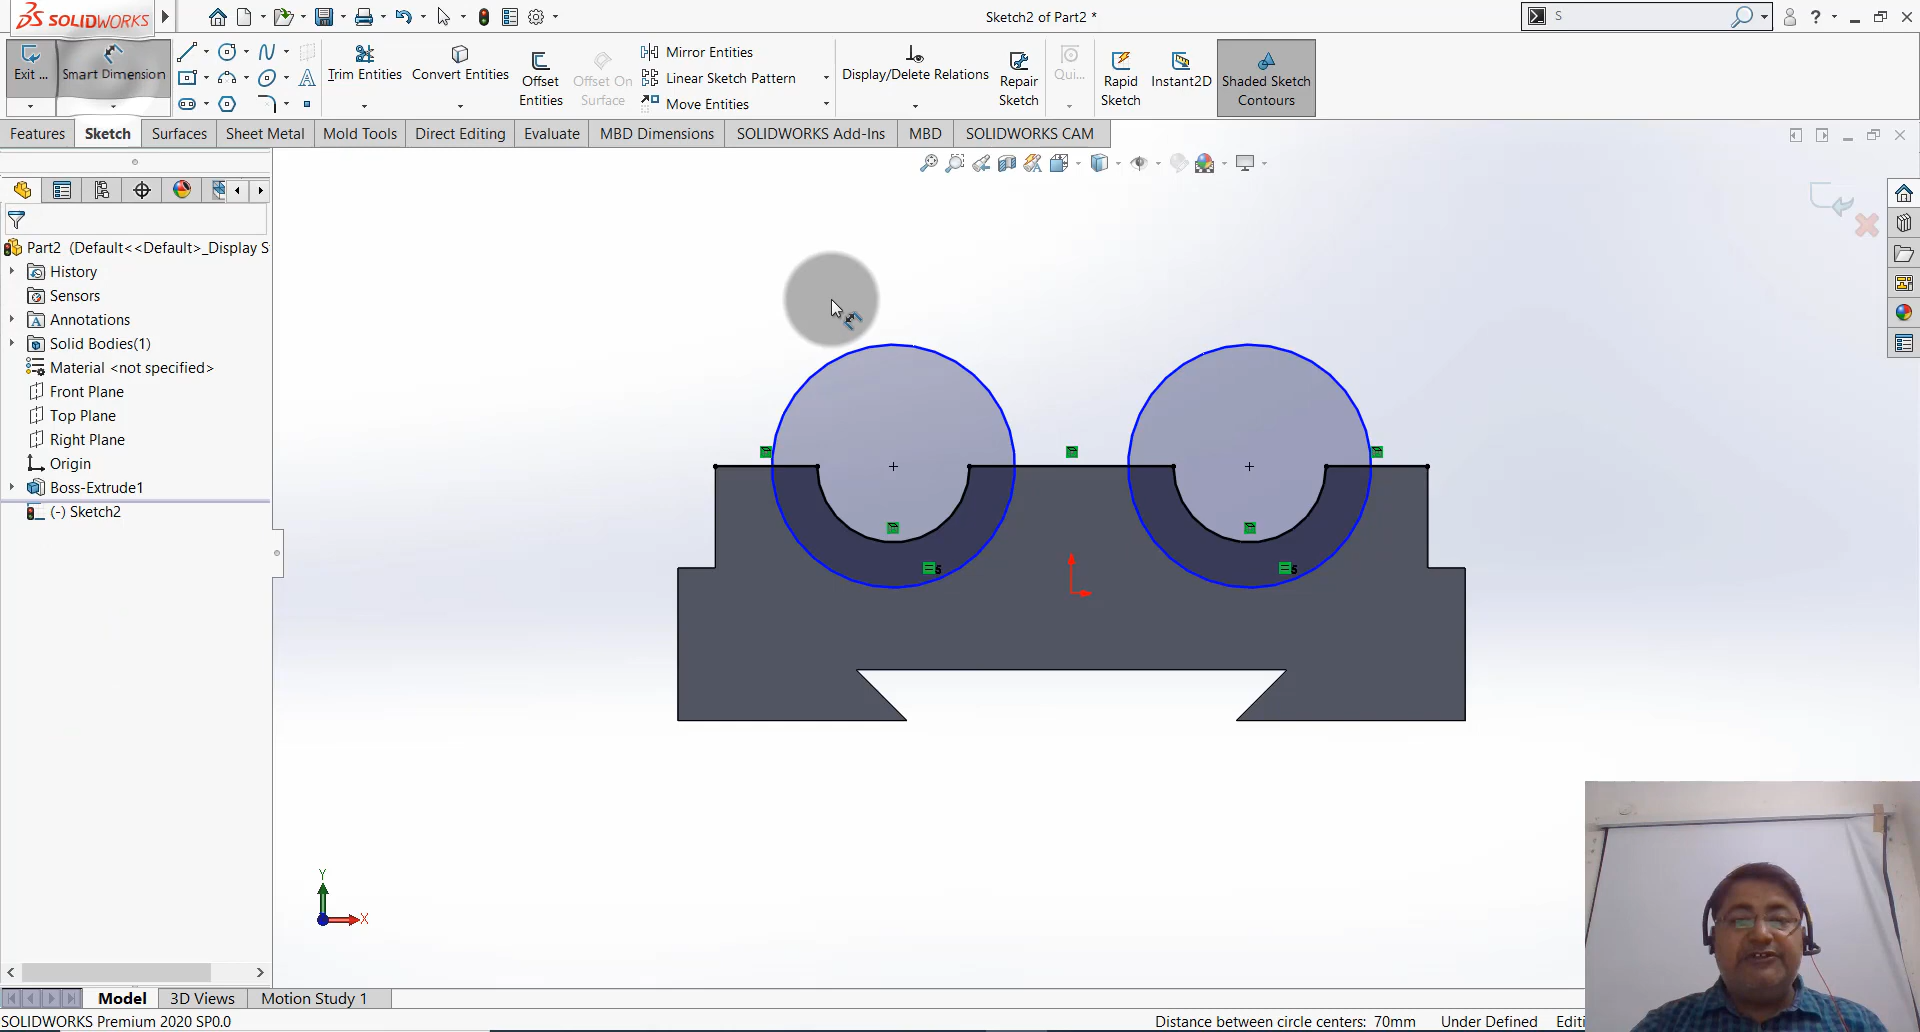 SOLIDWORKS
Sketch2 of Part2 *
S
Exit ...
Smart Dimension
Trim Entities
Convert Entities
Offset
Entities
Offset On
Surface
Mirror Entities
Linear Sketch Pattern
Move Entities
Display/Delete Relations
Repair
Sketch
Qui...
Rapid
Sketch
Instant2D
Shaded Sketch
Contours
Features
Sketch
Surfaces
Sheet Metal
Mold Tools
Direct Editing
Evaluate
MBD Dimensions
SOLIDWORKS Add-Ins
MBD
SOLIDWORKS CAM
Part2 (Default<<Default>_Display S
History
Sensors
Annotations
Solid Bodies(1)
Material <not specified>
Front Plane
Top Plane
Right Plane
Origin
Boss-Extrude1
(-) Sketch2
5
5
Y
X
Model
3D Views
Motion Study 1
SOLIDWORKS Premium 2020 SP0.0
Distance between circle centers: 70mm
Under Defined
Editi